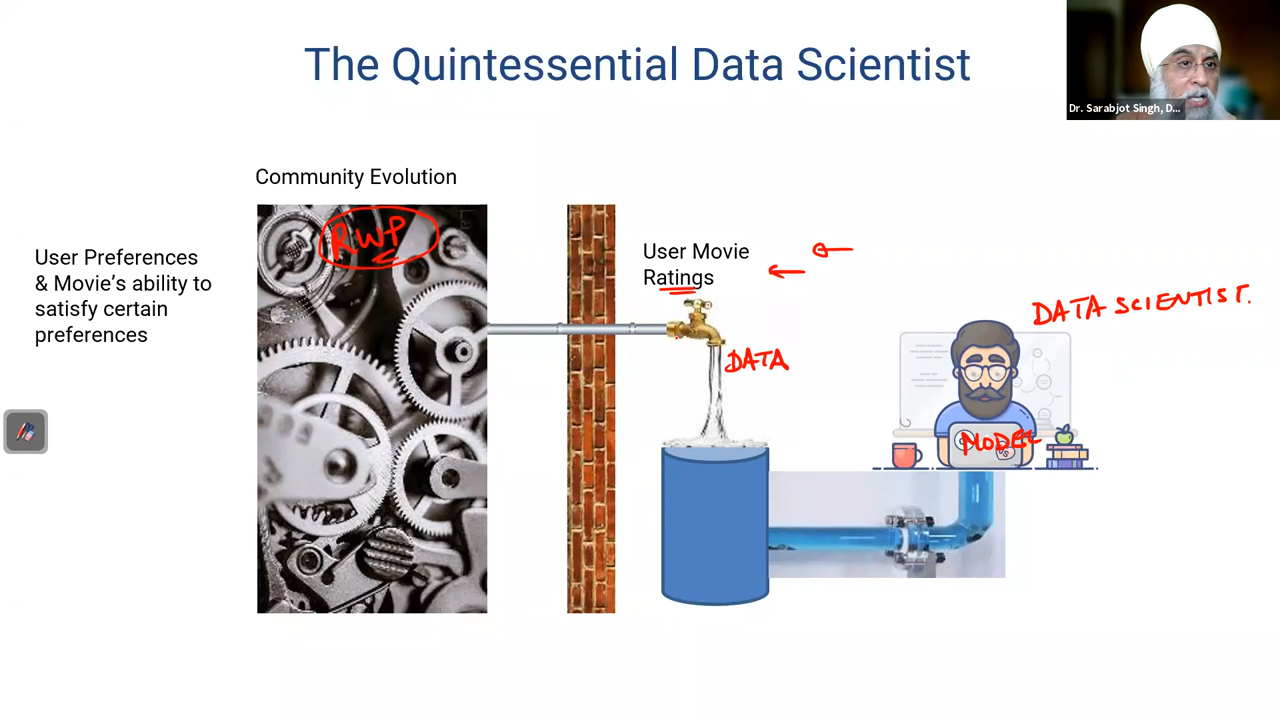 The Quintessential Data Scientist
Dr. Sarabjot Singh, D...
Community Evolution
RWP
User Preferences
& Movie's ability to
satisfy certain
preferences
User Movie
Ratings
DATA SCIENTIST.
DATA
MODEL